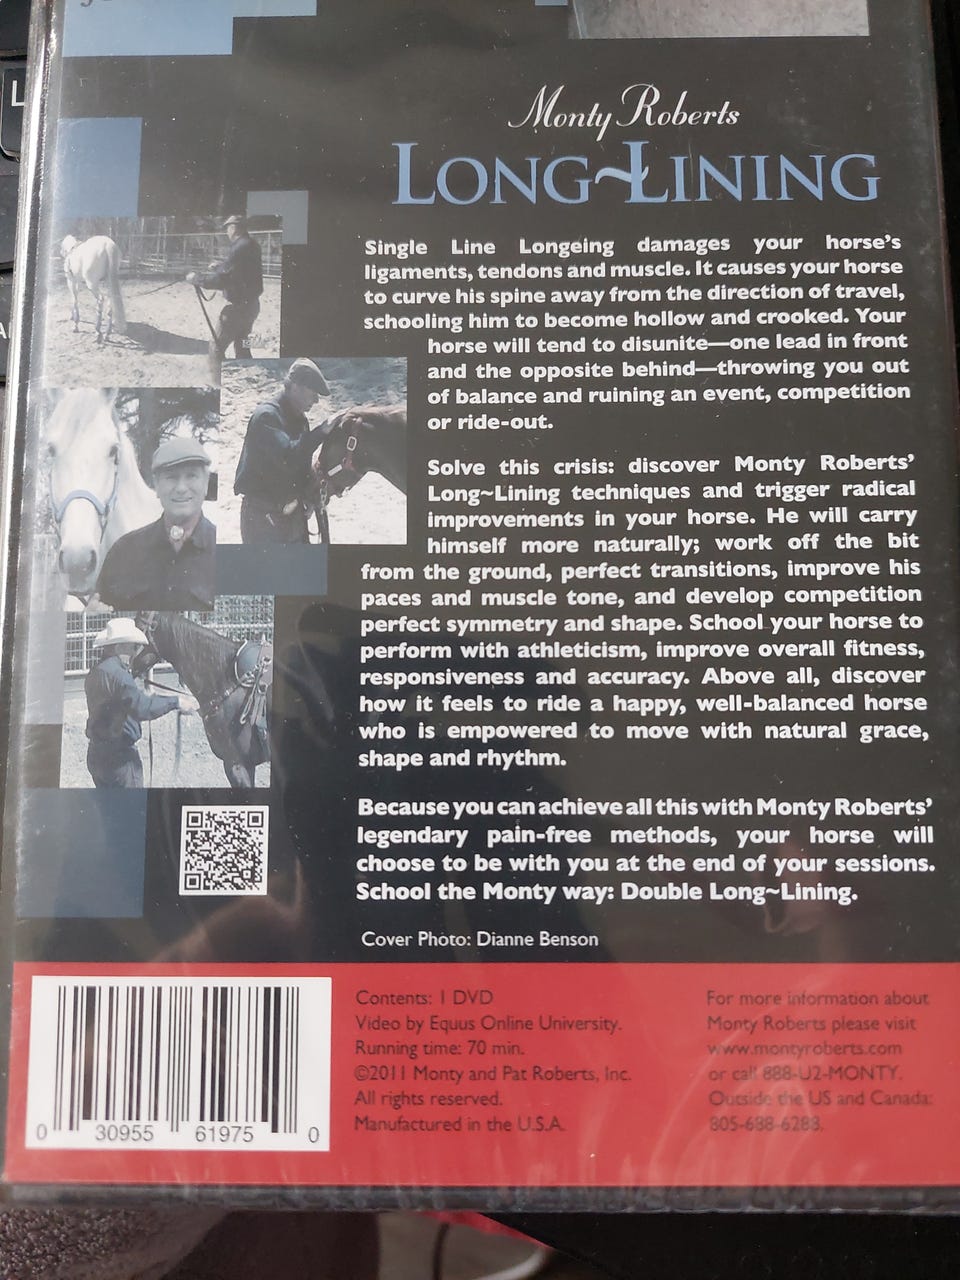 Monty Roberts
LONG~LINING
Single Line Longeing damages your horse's
ligaments, tendons and muscle. It causes your horse
to curve his spine away from the direction of travel,
schooling him to become hollow and crooked. Your
horse will tend to disunite—one lead in front
and the opposite behind—throwing you out
of balance and ruining an event, competition
or ride-out.
Solve this crisis: discover Monty Roberts'
Long~Lining techniques and trigger radical
improvements in your horse. He will carry
himself more naturally; work off the bit
from the ground, perfect transitions, improve his
paces and muscle tone, and develop competition
perfect symmetry and shape. School your horse to
perform with athleticism, improve overall fitness,
responsiveness and accuracy. Above all, discover
how it feels to ride a happy, well-balanced horse
who is empowered to move with natural grace,
shape and rhythm.
Because you can achieve all this with Monty Roberts'
legendary pain-free methods, your horse will
choose to be with you at the end of your sessions.
School the Monty way: Double Long~Lining.
Cover Photo: Dianne Benson
0 30955 61975 0
Contents: 1 DVD
Video by Equus Online University.
Running time: 70 min.
©2011 Monty and Pat Roberts, Inc.
All rights reserved.
Manufactured in the U.S.A.
For more information about
Monty Roberts please visit
www.montyroberts.com
or call 888-U2-MONTY.
Outside the US and Canada:
805-688-6288.
L